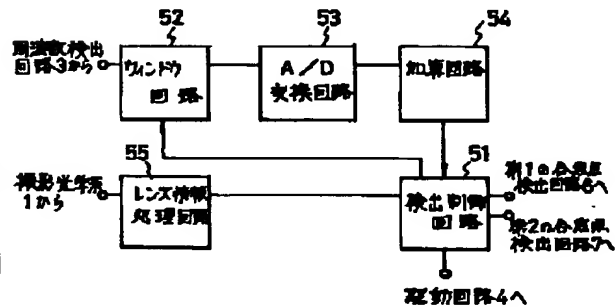 52
53
54
周波数検出
回路3から
ウィンドウ
回路
A/D
変換回路
加算回路
55
51
撮影光学系
1から
レンズ情報
処理回路
検出制御
回路
第1の合焦点
検出回路6へ
第2の合焦点
検出回路7へ
駆動回路4へ